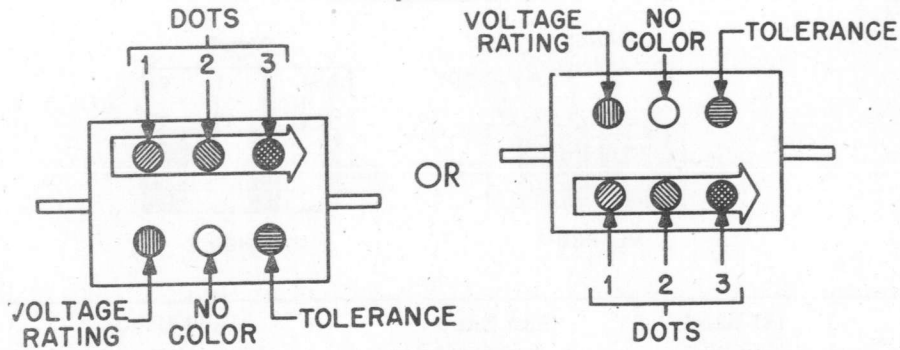 DOTS
1 2 3
VOLTAGE RATING
NO COLOR
TOLERANCE
OR
VOLTAGE RATING
NO COLOR
TOLERANCE
1 2 3
DOTS